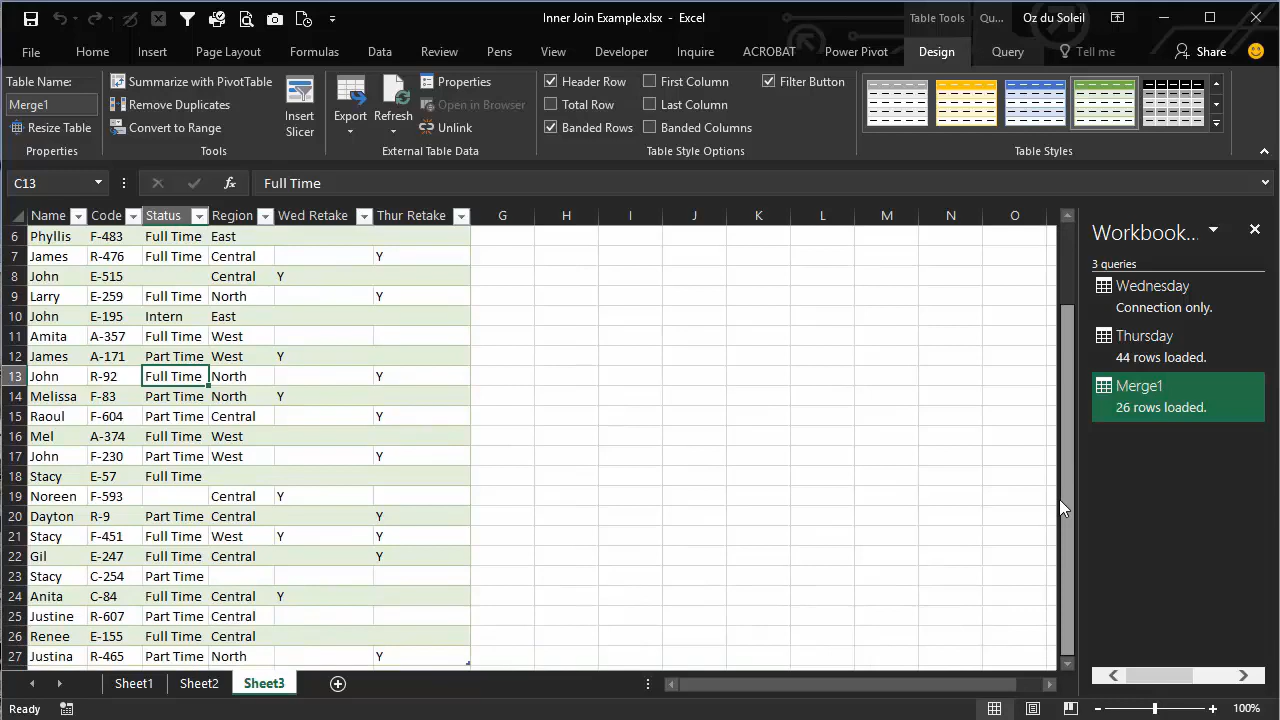 Inner Join Example.xlsx - Excel
Table Tools
Qu...
Oz du Soleil
File Home Insert Page Layout Formulas Data Review Pens View Developer Inquire ACROBAT Power Pivot Design Query Tell me Share
Table Name:
Merge1
Resize Table
Properties
Summarize with PivotTable
Remove Duplicates
Convert to Range
Tools
Insert
Slicer
Export
Refresh
Properties
Open in Browser
Unlink
External Table Data
Header Row First Column Filter Button
Total Row Last Column
Banded Rows Banded Columns
Table Style Options
Table Styles
C13 fx Full Time
Name Code Status Region Wed Retake Thur Retake G H I J K L M N O
6 Phyllis F-483 Full Time East
7 James R-476 Full Time Central Y
8 John E-515 Central Y
9 Larry E-259 Full Time North Y
10 John E-195 Intern East
11 Amita A-357 Full Time West
12 James A-171 Part Time West Y
13 John R-92 Full Time North Y
14 Melissa F-83 Part Time North Y
15 Raoul F-604 Part Time Central Y
16 Mel A-374 Full Time West
17 John F-230 Part Time West Y
18 Stacy E-57 Full Time
19 Noreen F-593 Central Y
20 Dayton R-9 Part Time Central Y
21 Stacy F-451 Full Time West Y Y
22 Gil E-247 Full Time Central Y
23 Stacy C-254 Part Time
24 Anita C-84 Full Time Central Y
25 Justine R-607 Part Time Central
26 Renee E-155 Full Time Central
27 Justina R-465 Part Time North Y
Workbook...
3 queries
Wednesday
Connection only.
Thursday
44 rows loaded.
Merge1
26 rows loaded.
Sheet1 Sheet2 Sheet3
Ready
100%